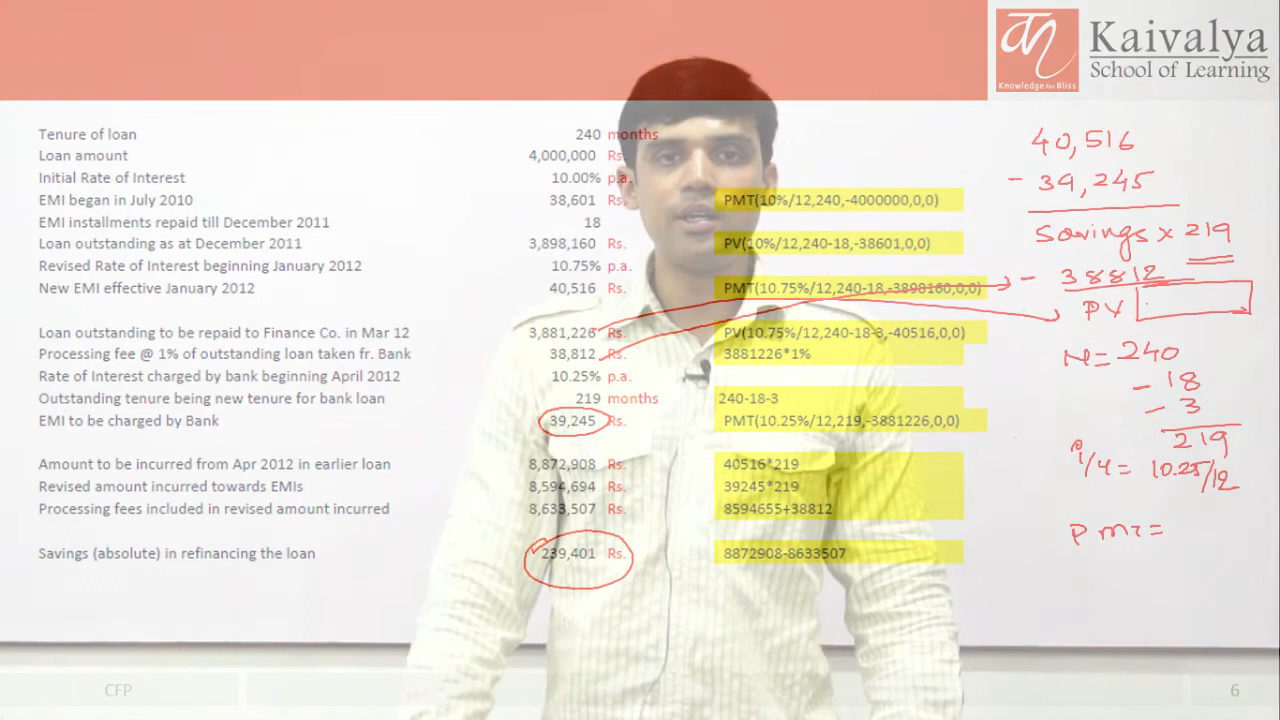 Kaivalya
School of Learning
Knowledge for Bliss
Tenure of loan 240 months
Loan amount 4,000,000 Rs.
Initial Rate of Interest 10.00% p.a.
EMI began in July 2010 38,601 Rs. PMT(10%/12,240,-4000000,0,0)
EMI installments repaid till December 2011 18
Loan outstanding as at December 2011 3,898,160 Rs. PV(10%/12,240-18,-38601,0,0)
Revised Rate of Interest beginning January 2012 10.75% p.a.
New EMI effective January 2012 40,516 Rs. PMT(10.75%/12,240-18,-3898160,0,0)
Loan outstanding to be repaid to Finance Co. in Mar 12 3,881,226 Rs. PV(10.75%/12,240-18-3,-40516,0,0)
Processing fee @ 1% of outstanding loan taken fr. Bank 38,812 Rs. 3881226*1%
Rate of Interest charged by bank beginning April 2012 10.25% p.a.
Outstanding tenure being new tenure for bank loan 219 months 240-18-3
EMI to be charged by Bank 39,245 Rs. PMT(10.25%/12,219,-3881226,0,0)
Amount to be incurred from Apr 2012 in earlier loan 8,872,908 Rs. 40516*219
Revised amount incurred towards EMIs 8,594,694 Rs. 39245*219
Processing fees included in revised amount incurred 8,633,507 Rs. 8594655+38812
Savings (absolute) in refinancing the loan 239,401 Rs. 8872908-8633507
40,516
- 39,245
Savings x 219
- 38812
PV
N = 240
- 18
- 3
219
I/Y = 10.25/12
PMT =
CFP
6